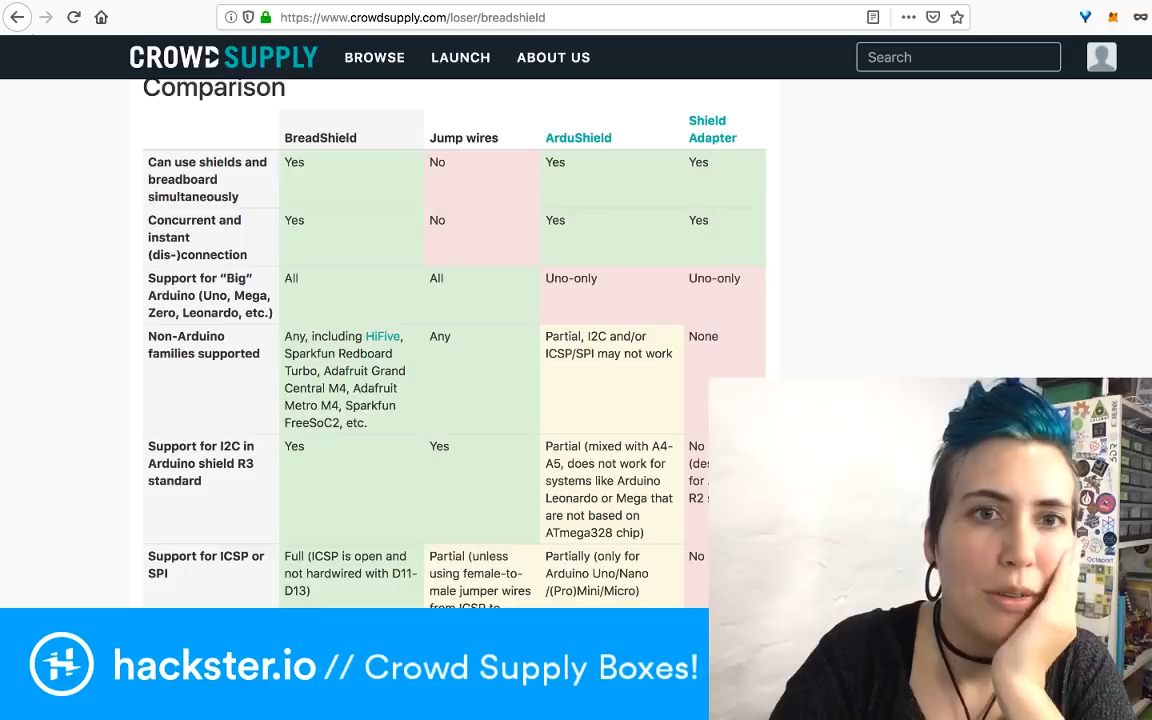 https://www.crowdsupply.com/loser/breadshield
CROWD SUPPLY BROWSE LAUNCH ABOUT US Search
Comparison
BreadShield Jump wires ArduShield Shield Adapter
Can use shields and breadboard simultaneously Yes No Yes Yes
Concurrent and instant (dis-)connection Yes No Yes Yes
Support for “Big” Arduino (Uno, Mega, Zero, Leonardo, etc.) All All Uno-only Uno-only
Non-Arduino families supported
Any, including HiFive,
Sparkfun Redboard
Turbo, Adafruit Grand
Central M4, Adafruit
Metro M4, Sparkfun
FreeSoC2, etc.
Any
Partial, I2C and/or
ICSP/SPI may not work
None
Support for I2C in
Arduino shield R3
standard
Yes
Yes
Partial (mixed with A4-
A5, does not work for
systems like Arduino
Leonardo or Mega that
are not based on
ATmega328 chip)
No
(des
for
R2
Support for ICSP or
SPI
Full (ICSP is open and
not hardwired with D11-
D13)
Partial (unless
using female-to-
male jumper wires
from ICSP to
Partially (only for
Arduino Uno/Nano
/(Pro)Mini/Micro)
No
hackster.io // Crowd Supply Boxes!
Octopart